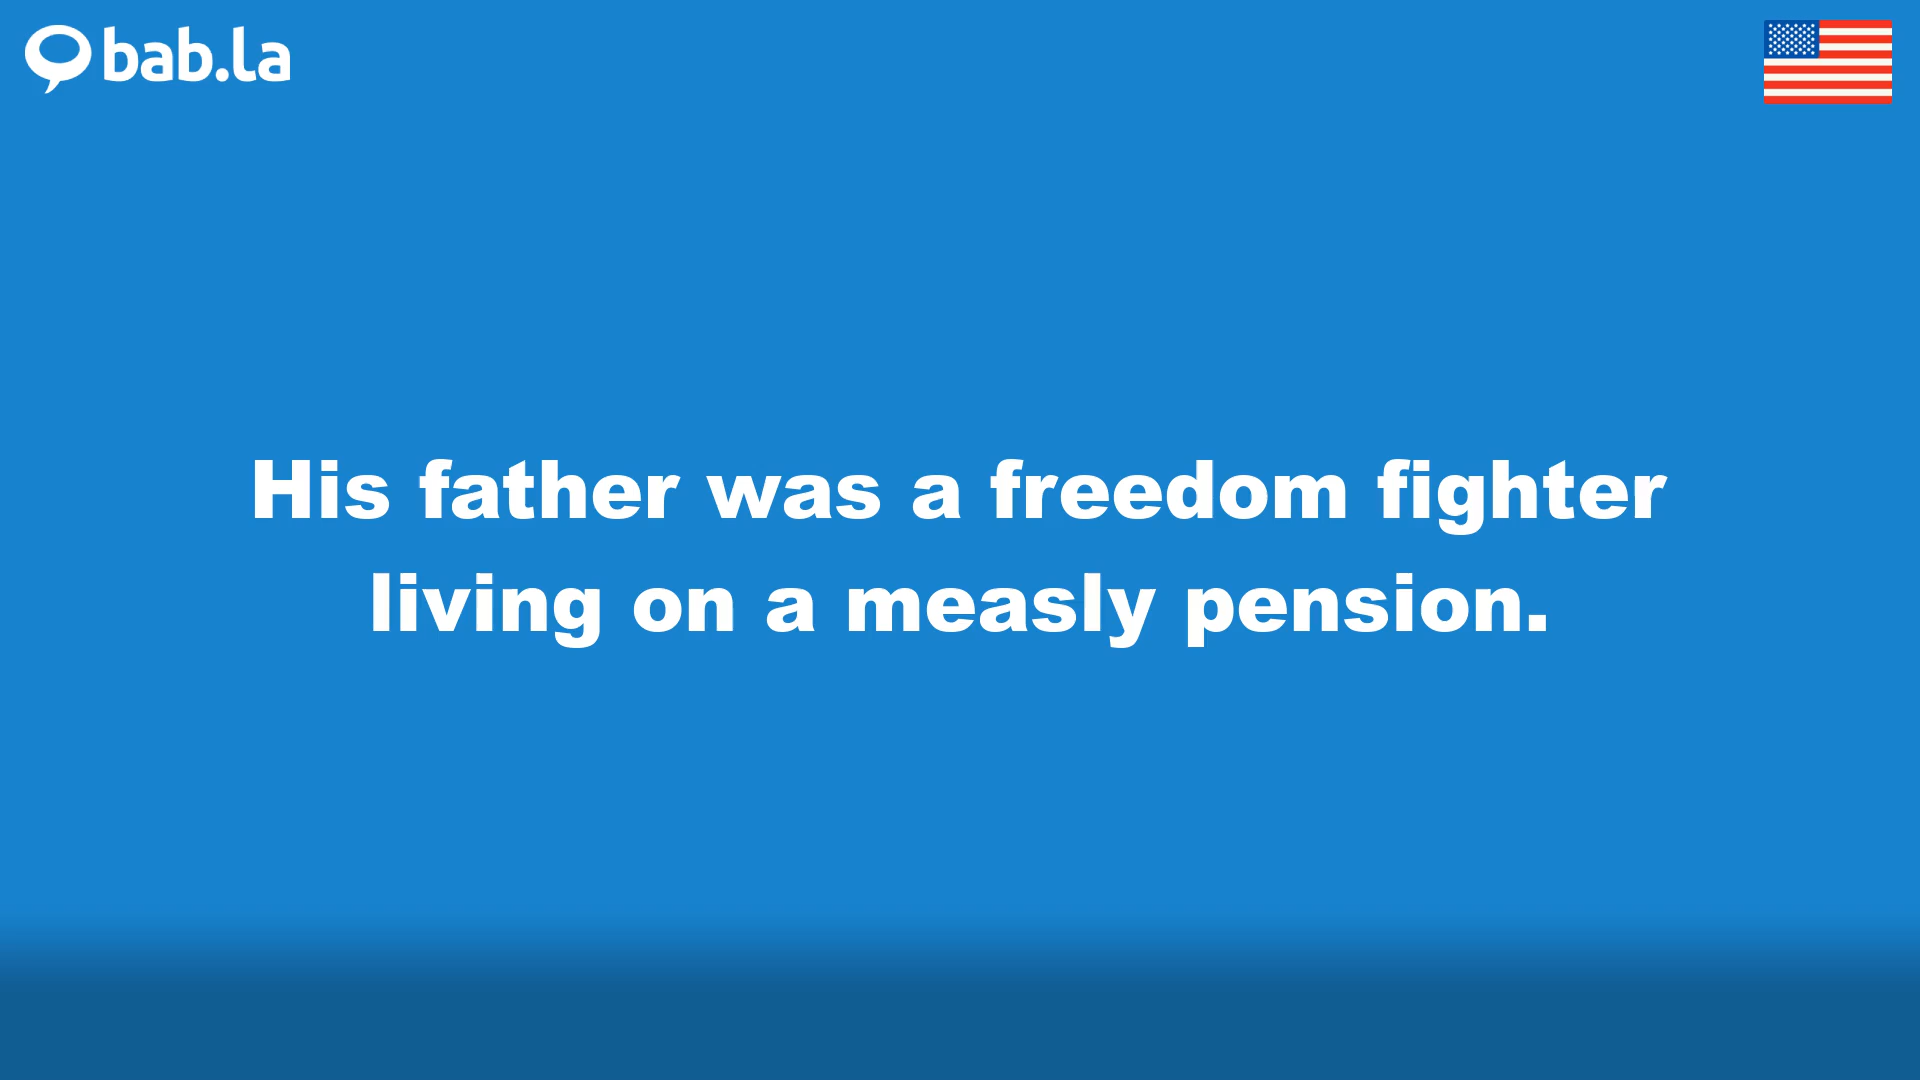 bab.la
His father was a freedom fighter
living on a measly pension.